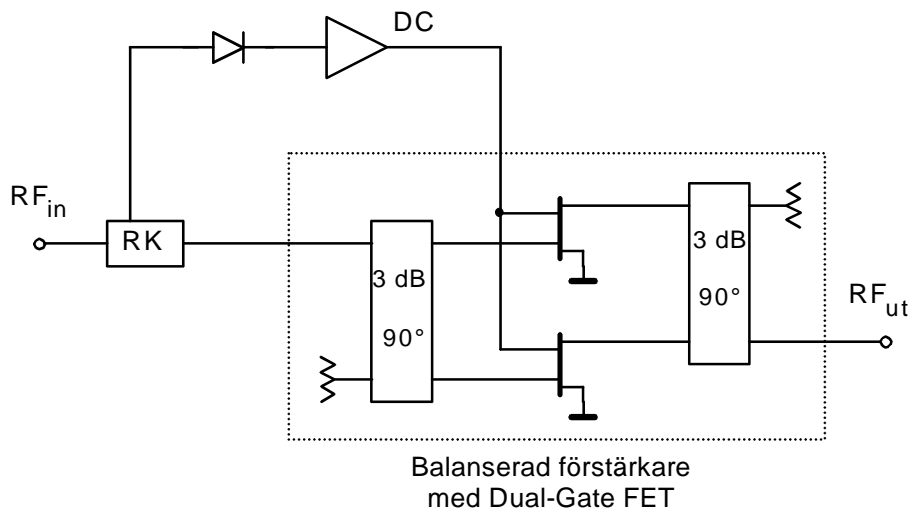 DC
RF in
RK
3 dB
90°
3 dB
90°
RF ut
Balanserad förstärkare
med Dual-Gate FET